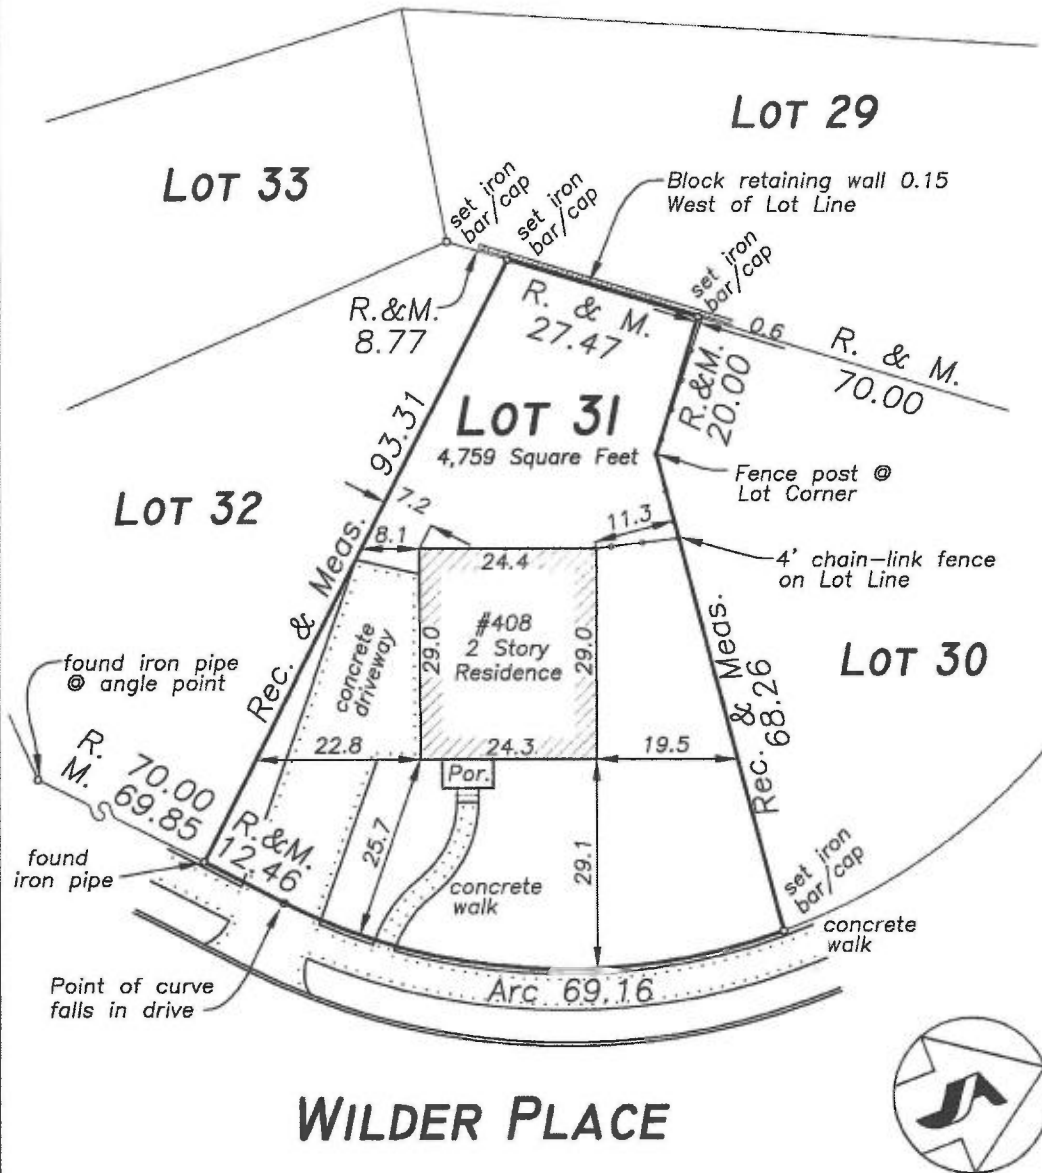 LOT 29
LOT 33
set iron
bar/cap
set iron
bar/cap
Block retaining wall 0.15
West of Lot Line
set iron
bar/cap
R.&M.
8.77
R. & M.
27.47
0.6
R. & M.
70.00
R.&M.
20.00
93.31
LOT 31
4,759 Square Feet
Fence post @
Lot Corner
LOT 32
7.2
8.1
11.3
24.4
4' chain-link fence
on Lot Line
Rec. & Meas.
#408
2 Story
Residence
29.0
29.0
concrete
driveway
LOT 30
found iron pipe
@ angle point
Rec. & Meas.
68.26
22.8
24.3
19.5
Por.
R. 70.00
M. 69.85
R.&M.
12.46
25.7
29.1
found
iron pipe
concrete
walk
set iron
bar/cap
concrete
walk
Point of curve
falls in drive
Arc 69.16
WILDER PLACE